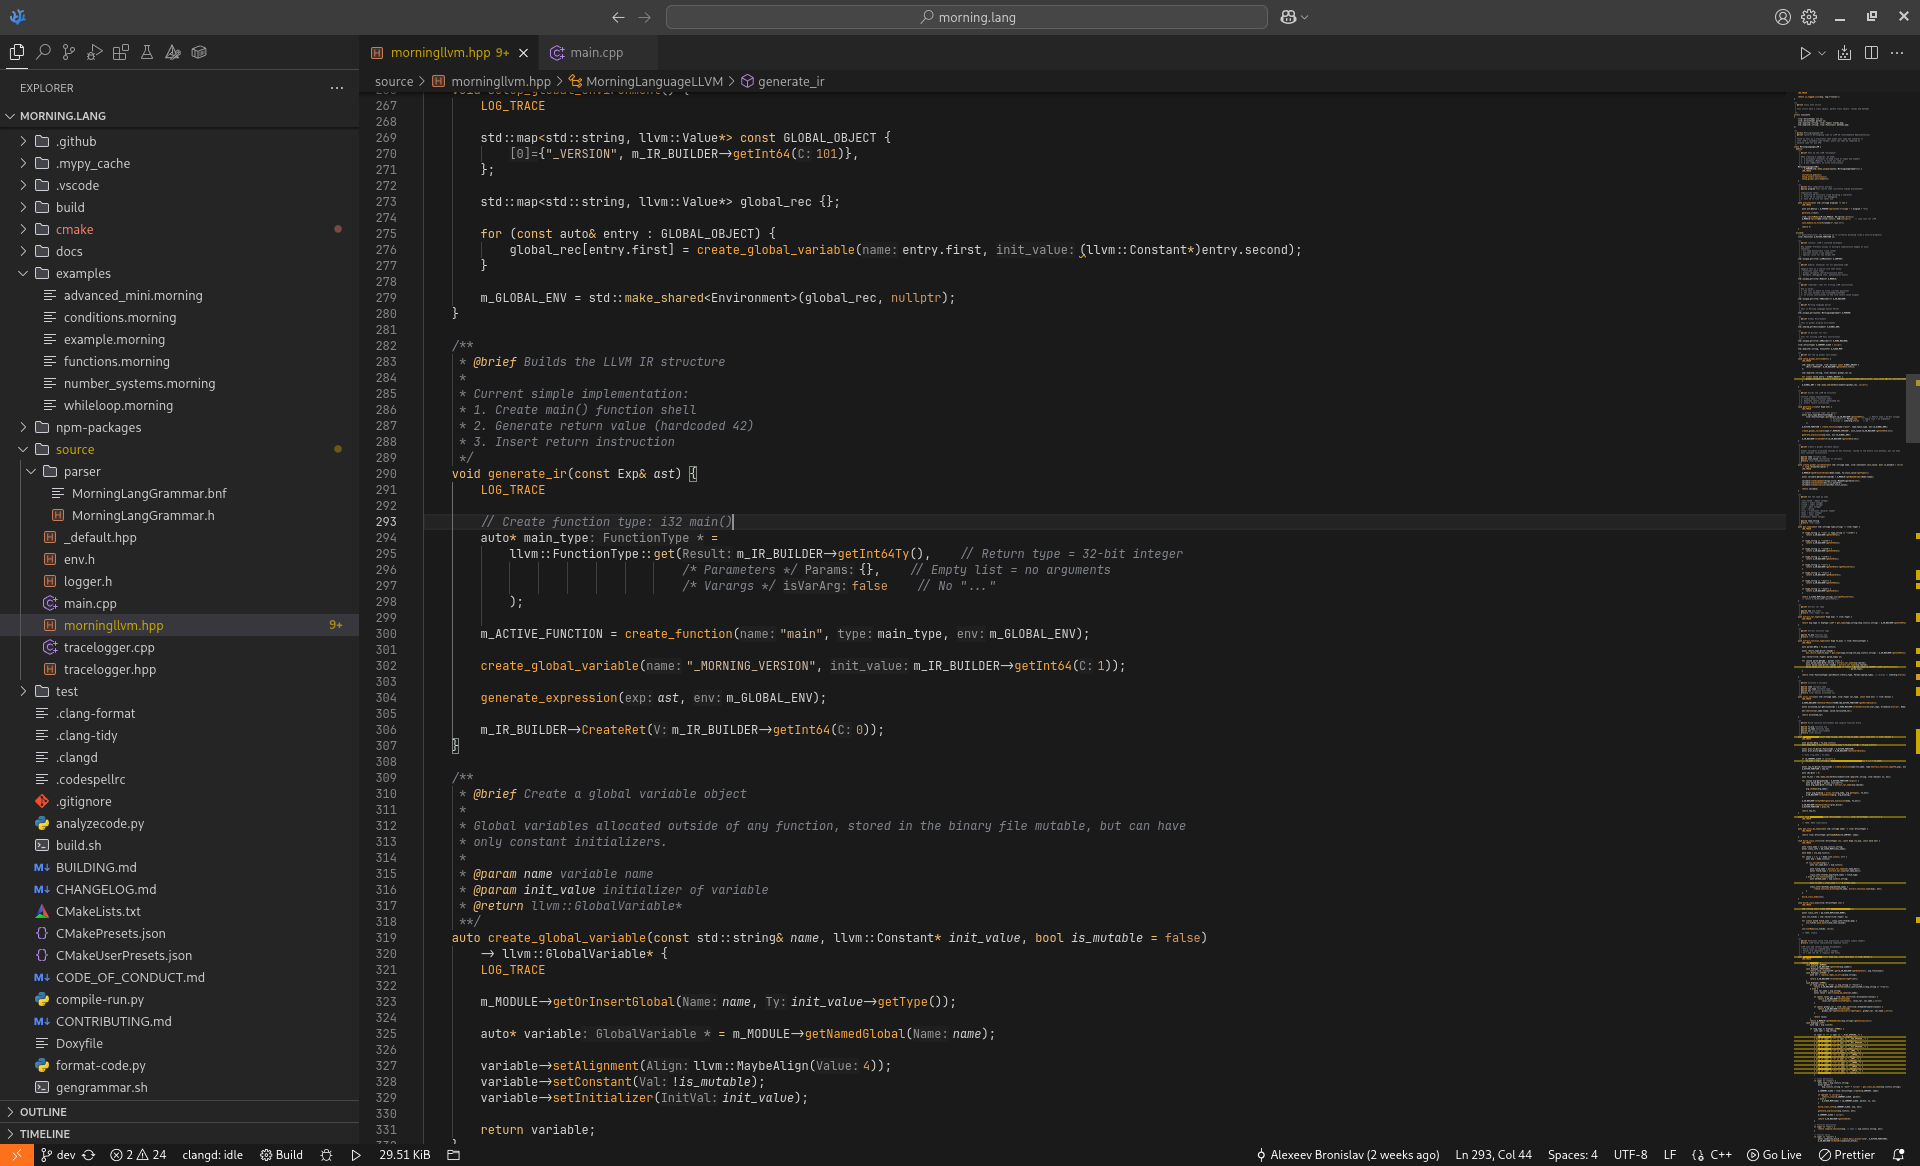 morning.lang
EXPLORER
MORNING.LANG
.github
.mypy_cache
.vscode
build
cmake
docs
examples
advanced_mini.morning
conditions.morning
example.morning
functions.morning
number_systems.morning
whileloop.morning
npm-packages
source
parser
MorningLangGrammar.bnf
MorningLangGrammar.h
_default.hpp
env.h
logger.h
main.cpp
morningllvm.hpp 9+
tracelogger.cpp
tracelogger.hpp
test
.clang-format
.clang-tidy
.clangd
.codespellrc
.gitignore
analyzecode.py
build.sh
BUILDING.md
CHANGELOG.md
CMakeLists.txt
CMakePresets.json
CMakeUserPresets.json
CODE_OF_CONDUCT.md
compile-run.py
CONTRIBUTING.md
Doxyfile
format-code.py
gengrammar.sh
OUTLINE
TIMELINE
morningllvm.hpp 9+ main.cpp
source > morningllvm.hpp > MorningLanguageLLVM > generate_ir
267 LOG_TRACE
268
269 std::map<std::string, llvm::Value*> const GLOBAL_OBJECT {
270 [0]={"_VERSION", m_IR_BUILDER->getInt64(C: 101)},
271 };
272
273 std::map<std::string, llvm::Value*> global_rec {};
274
275 for (const auto& entry : GLOBAL_OBJECT) {
276 global_rec[entry.first] = create_global_variable(name: entry.first, init_value: (llvm::Constant*)entry.second);
277 }
278
279 m_GLOBAL_ENV = std::make_shared<Environment>(global_rec, nullptr);
280 }
281
282 /**
283 * @brief Builds the LLVM IR structure
284 *
285 * Current simple implementation:
286 * 1. Create main() function shell
287 * 2. Generate return value (hardcoded 42)
288 * 3. Insert return instruction
289 */
290 void generate_ir(const Exp& ast) {
291 LOG_TRACE
292
293 // Create function type: i32 main()
294 auto* main_type: FunctionType * =
295 llvm::FunctionType::get(Result: m_IR_BUILDER->getInt64Ty(), // Return type = 32-bit integer
296 /* Parameters */ Params: {}, // Empty list = no arguments
297 /* Varargs */ isVarArg: false // No "..."
298 );
299
300 m_ACTIVE_FUNCTION = create_function(name: "main", type: main_type, env: m_GLOBAL_ENV);
301
302 create_global_variable(name: "_MORNING_VERSION", init_value: m_IR_BUILDER->getInt64(C: 1));
303
304 generate_expression(exp: ast, env: m_GLOBAL_ENV);
305
306 m_IR_BUILDER->CreateRet(V: m_IR_BUILDER->getInt64(C: 0));
307 }
308
309 /**
310 * @brief Create a global variable object
311 *
312 * Global variables allocated outside of any function, stored in the binary file mutable, but can have
313 * only constant initializers.
314 *
315 * @param name variable name
316 * @param init_value initializer of variable
317 * @return llvm::GlobalVariable*
318 **/
319 auto create_global_variable(const std::string& name, llvm::Constant* init_value, bool is_mutable = false)
320 -> llvm::GlobalVariable* {
321 LOG_TRACE
322
323 m_MODULE->getOrInsertGlobal(Name: name, Ty: init_value->getType());
324
325 auto* variable: GlobalVariable * = m_MODULE->getNamedGlobal(Name: name);
326
327 variable->setAlignment(Align: llvm::MaybeAlign(Value: 4));
328 variable->setConstant(Val: !is_mutable);
329 variable->setInitializer(InitVal: init_value);
330
331 return variable;
dev 2 24 clangd: idle Build 29.51 KiB Alexeev Bronislav (2 weeks ago) Ln 293, Col 44 Spaces: 4 UTF-8 LF C++ Go Live Prettier